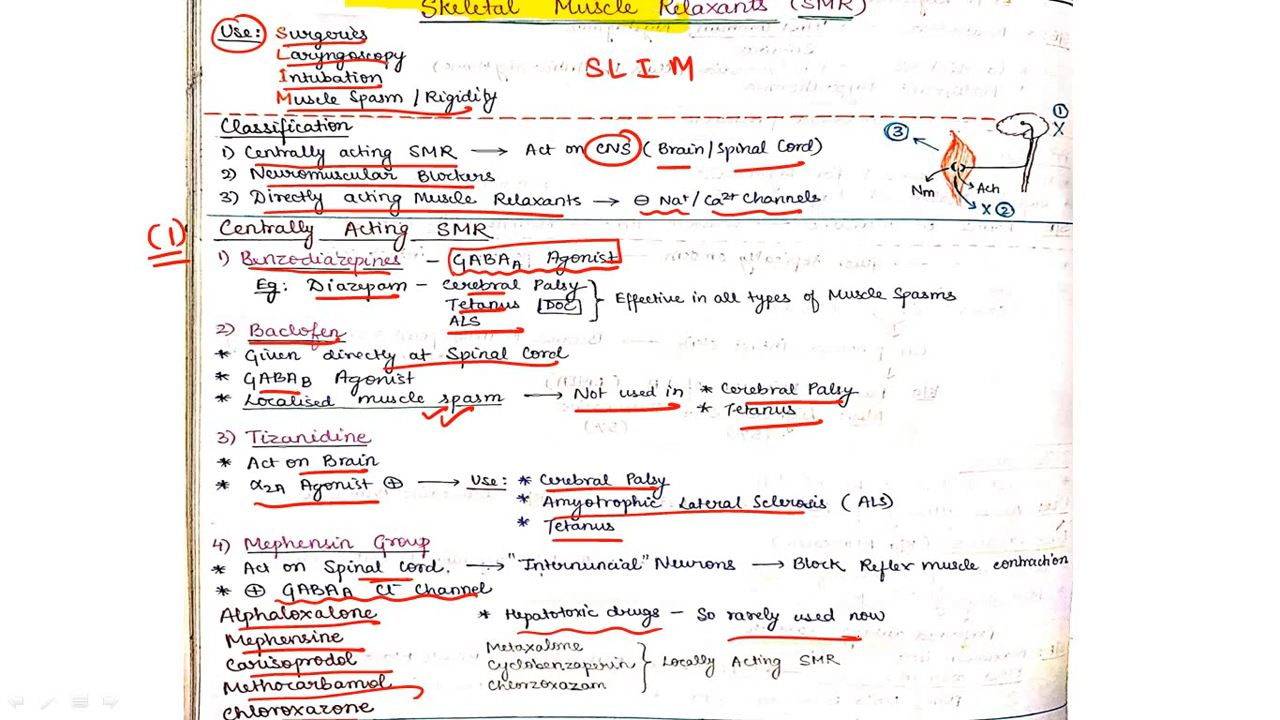 Skeletal Muscle Relaxants (SMR)
Use: Surgeries
Laryngoscopy
Intubation
Muscle Spasm / Rigidity
SLIM
Classification
1) Centrally acting SMR → Act on CNS (Brain/Spinal Cord)
2) Neuromuscular Blockers
3) Directly acting Muscle Relaxants → ⊖ Na+/Ca2+ Channels
① X
③
Nm
Ach
X ②
(1)
Centrally Acting SMR
1) Benzodiazepines - GABAA Agonist
Eg: Diazepam - Cerebral Palsy
Tetanus DOC
ALS
} Effective in all types of Muscle Spasms
2) Baclofen
* Given directly at Spinal Cord
* GABAB Agonist
* Localised muscle spasm → Not used in * Cerebral Palsy
* Tetanus
3) Tizanidine
* Act on Brain
* α2A Agonist ⊕ → Use: * Cerebral Palsy
* Amyotrophic Lateral Sclerosis (ALS)
* Tetanus
4) Mephensin Group
* Act on Spinal Cord. → "Internuncial" Neurons → Block Reflex muscle contraction
* ⊕ GABAA Cl- Channel
Alphaloxalone
* Hepatotoxic drugs - So rarely used now
Mephensine
Carisoprodol
Methocarbamol
Chloroxazone
Metaxalone
Cyclobenzaperin
Chlorzoxazam
} Locally Acting SMR